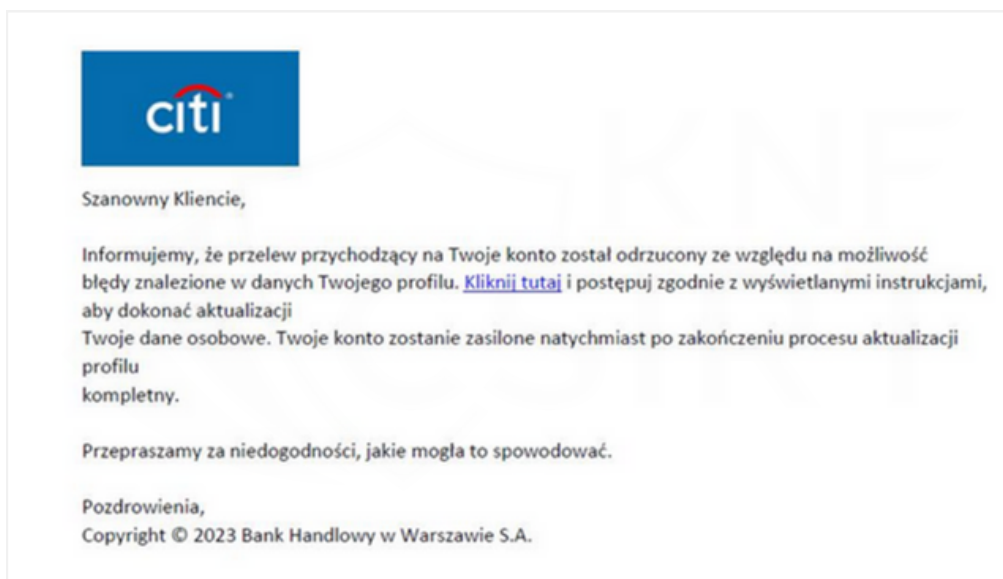 citi®
Szanowny Kliencie,
Informujemy, że przelew przychodzący na Twoje konto został odrzucony ze względu na możliwość
błędy znalezione w danych Twojego profilu. Kliknij tutaj i postępuj zgodnie z wyświetlanymi instrukcjami,
aby dokonać aktualizacji
Twoje dane osobowe. Twoje konto zostanie zasilone natychmiast po zakończeniu procesu aktualizacji
profilu
kompletny.
Przepraszamy za niedogodności, jakie mogła to spowodować.
Pozdrowienia,
Copyright © 2023 Bank Handlowy w Warszawie S.A.
KNF
CSIRT